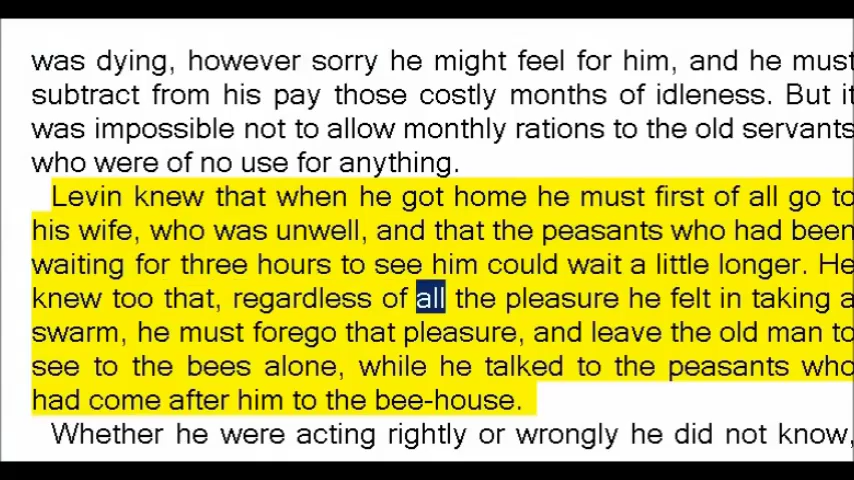 was dying, however sorry he might feel for him, and he must
subtract from his pay those costly months of idleness. But it
was impossible not to allow monthly rations to the old servants
who were of no use for anything.
Levin knew that when he got home he must first of all go to
his wife, who was unwell, and that the peasants who had been
waiting for three hours to see him could wait a little longer. He
knew too that, regardless of all the pleasure he felt in taking a
swarm, he must forego that pleasure, and leave the old man to
see to the bees alone, while he talked to the peasants who
had come after him to the bee-house.
Whether he were acting rightly or wrongly he did not know,